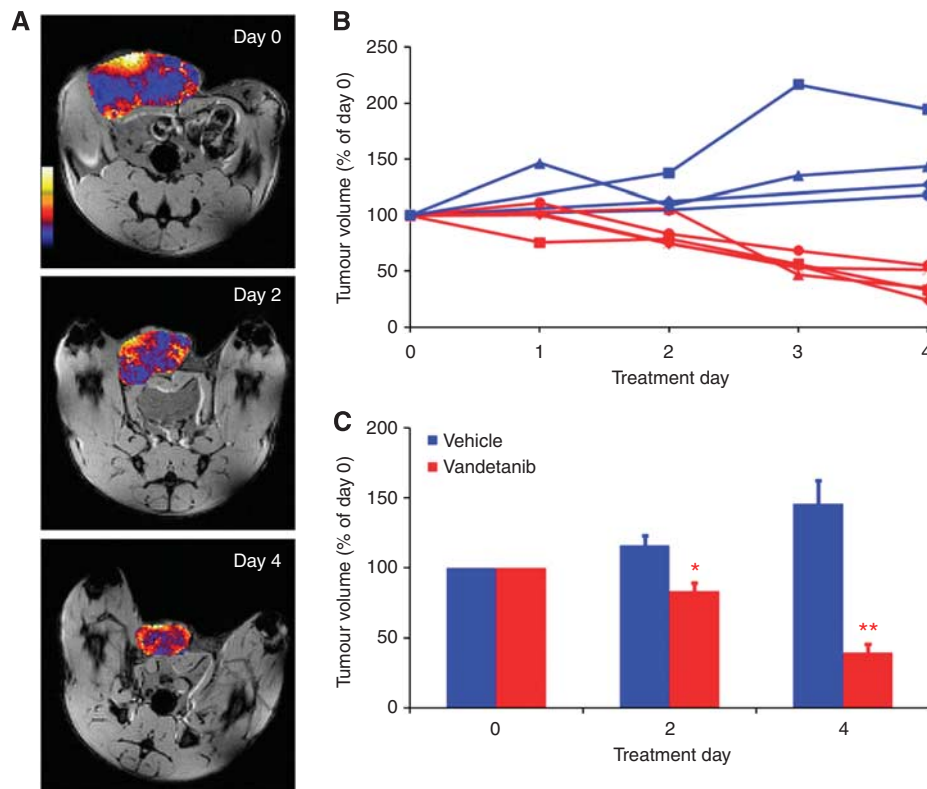 A
Day 0
Day 2
Day 4
B
Tumour volume (% of day 0)
250
200
150
100
50
0
0 1 2 3 4
Treatment day
C
Tumour volume (% of day 0)
200
150
100
50
0
Vehicle
Vandetanib
*
**
0 2 4
Treatment day